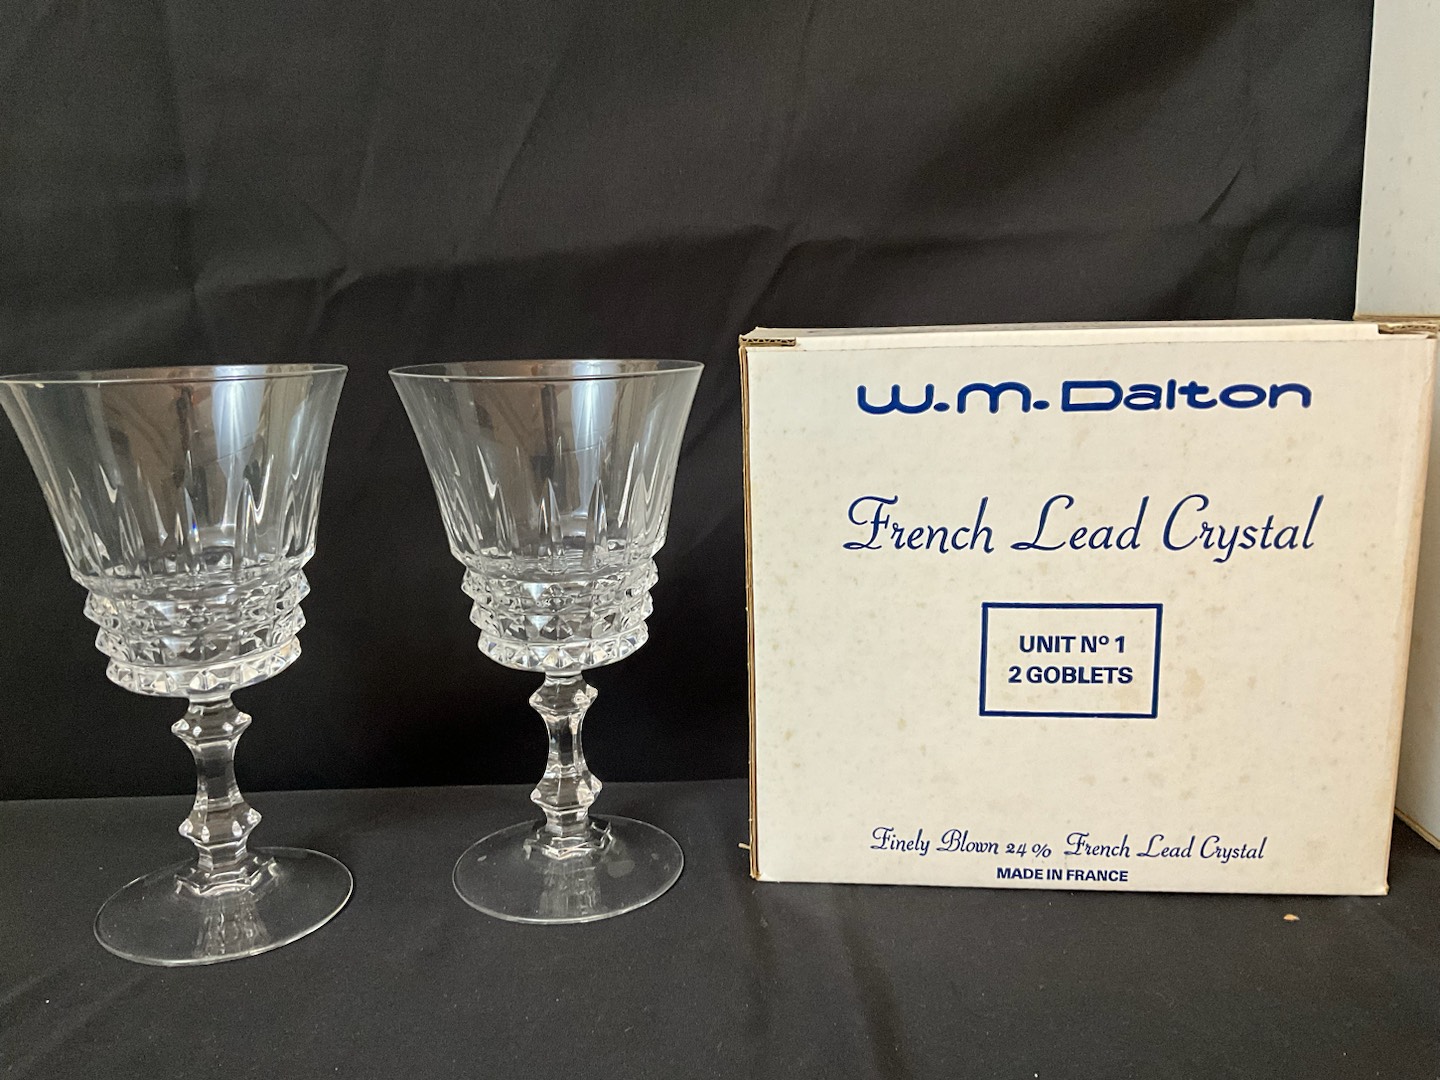 W.M. Dalton
French Lead Crystal
UNIT Nº 1
2 GOBLETS
Finely Blown 24% French Lead Crystal
MADE IN FRANCE